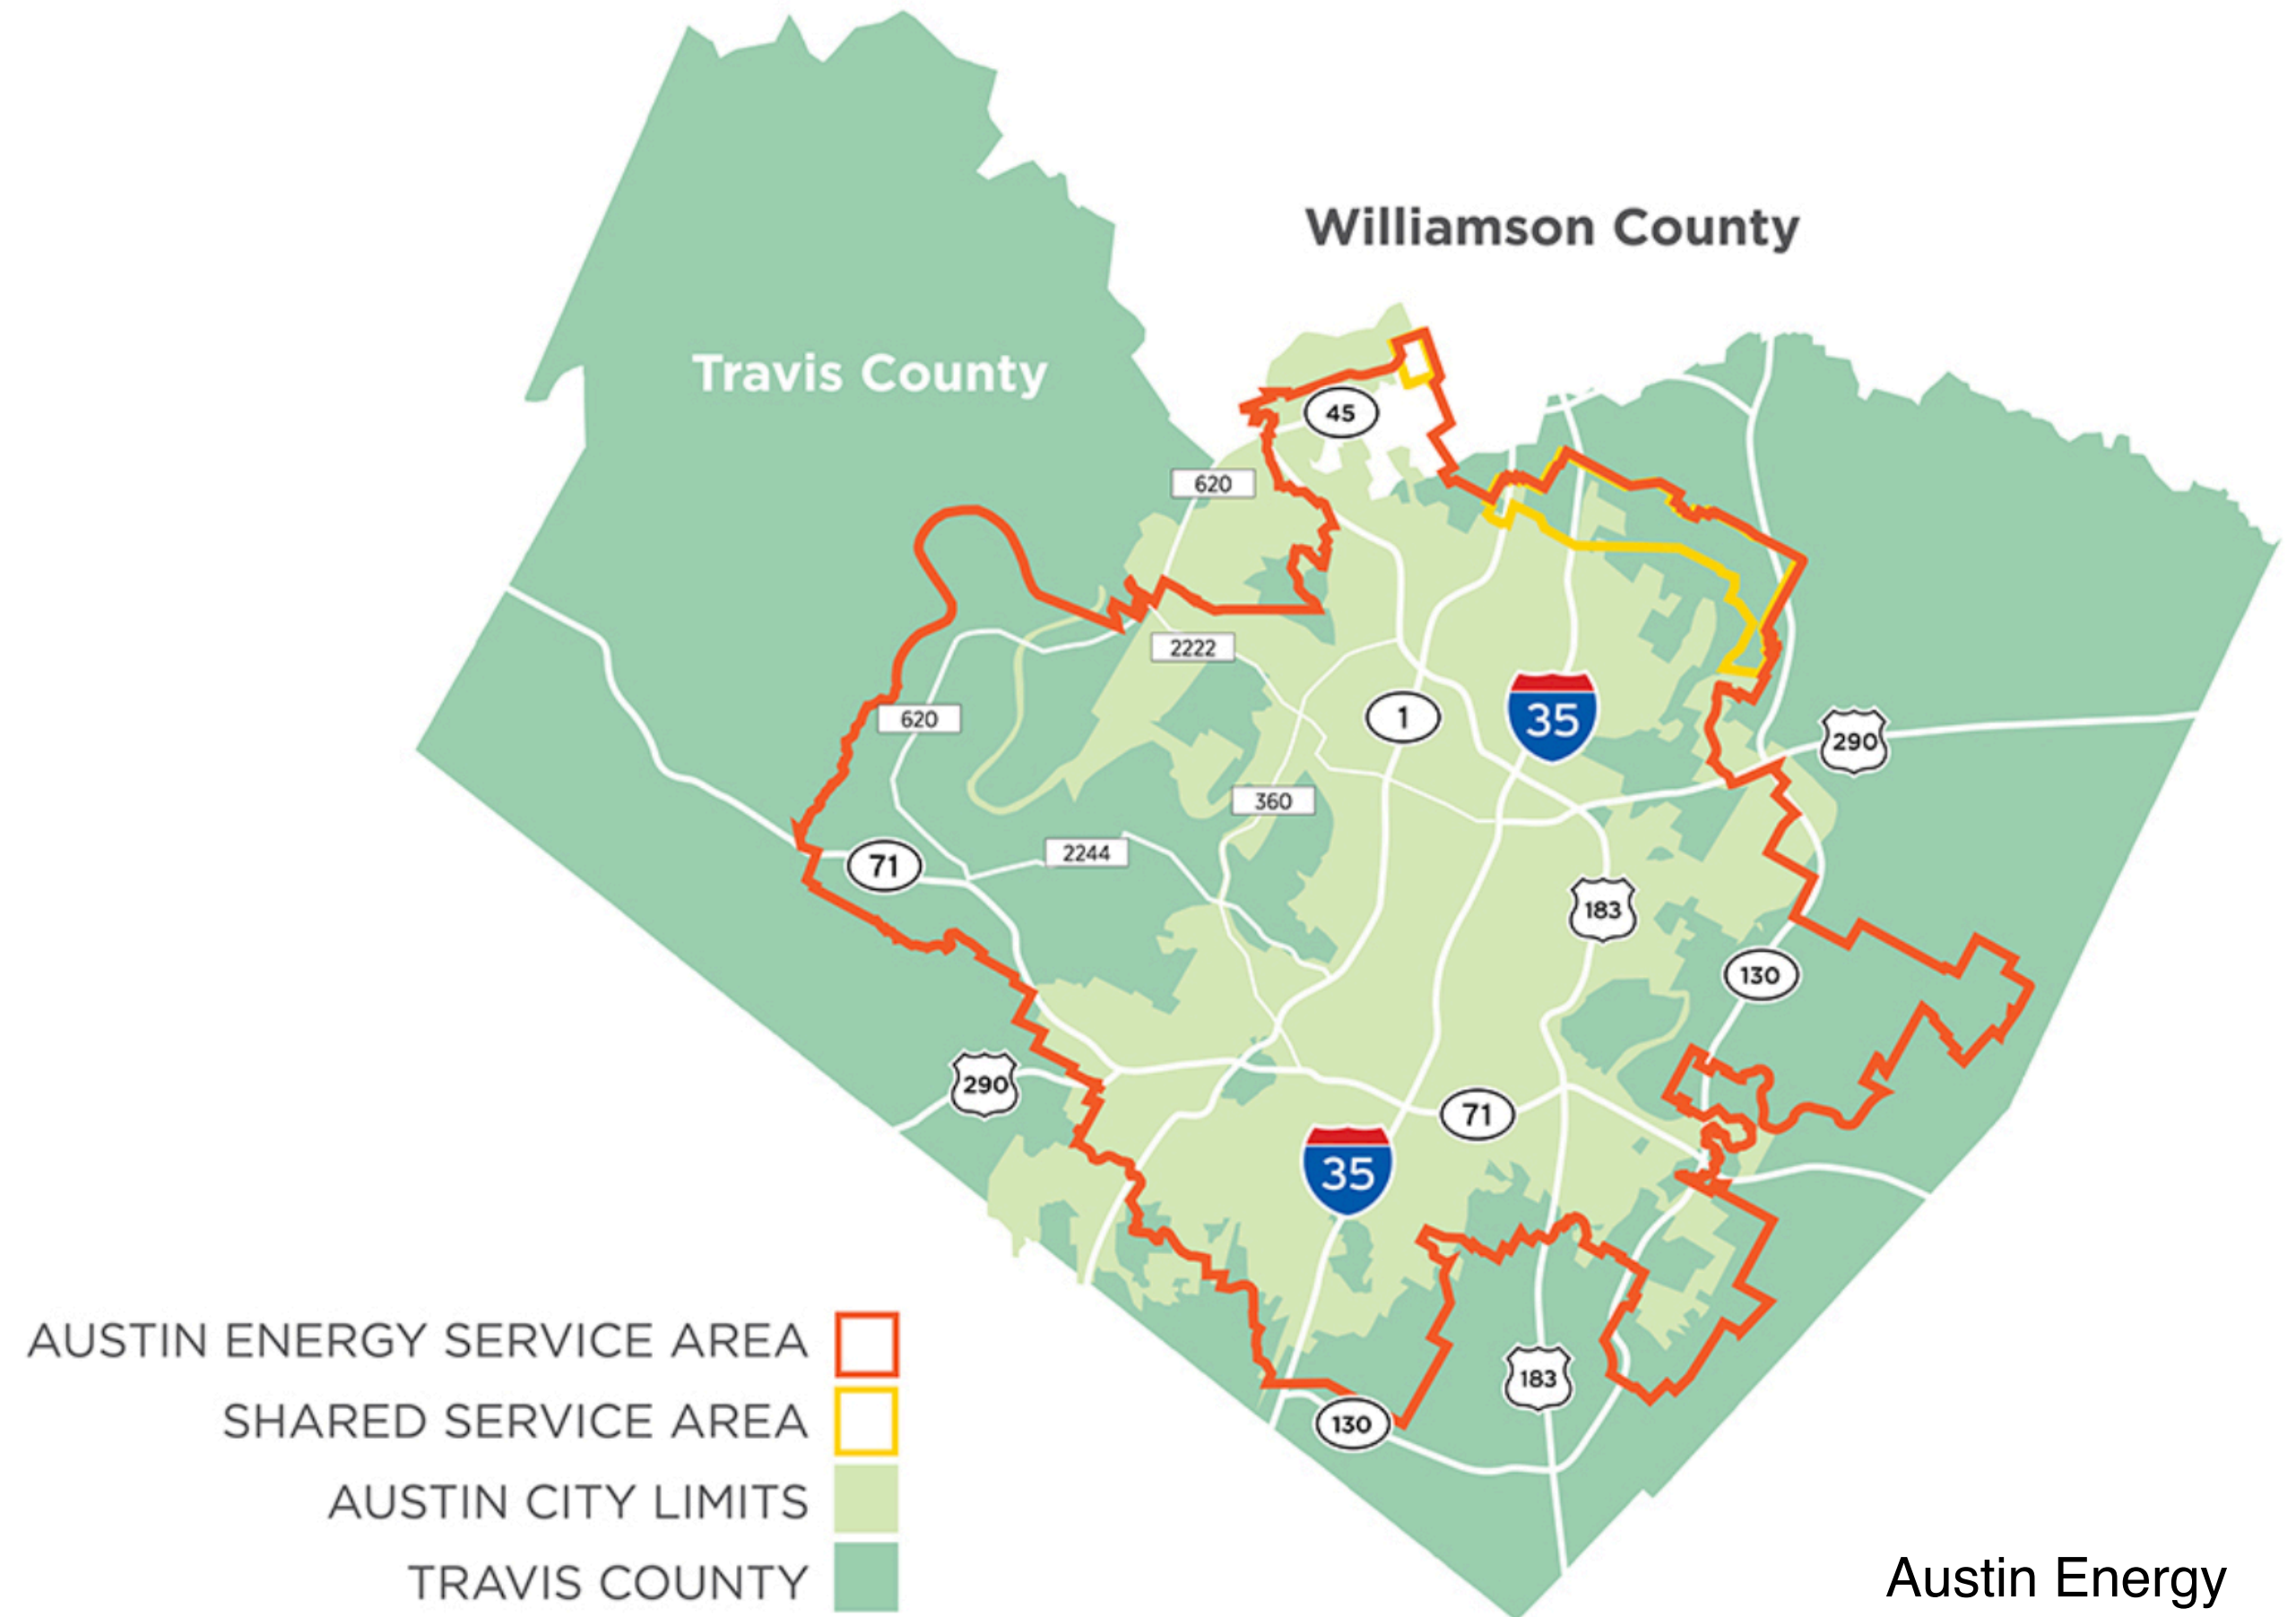 Williamson County
Travis County
45
620
2222
620
1
35
290
360
2244
71
183
130
290
71
35
183
130
AUSTIN ENERGY SERVICE AREA
SHARED SERVICE AREA
AUSTIN CITY LIMITS
TRAVIS COUNTY
Austin Energy